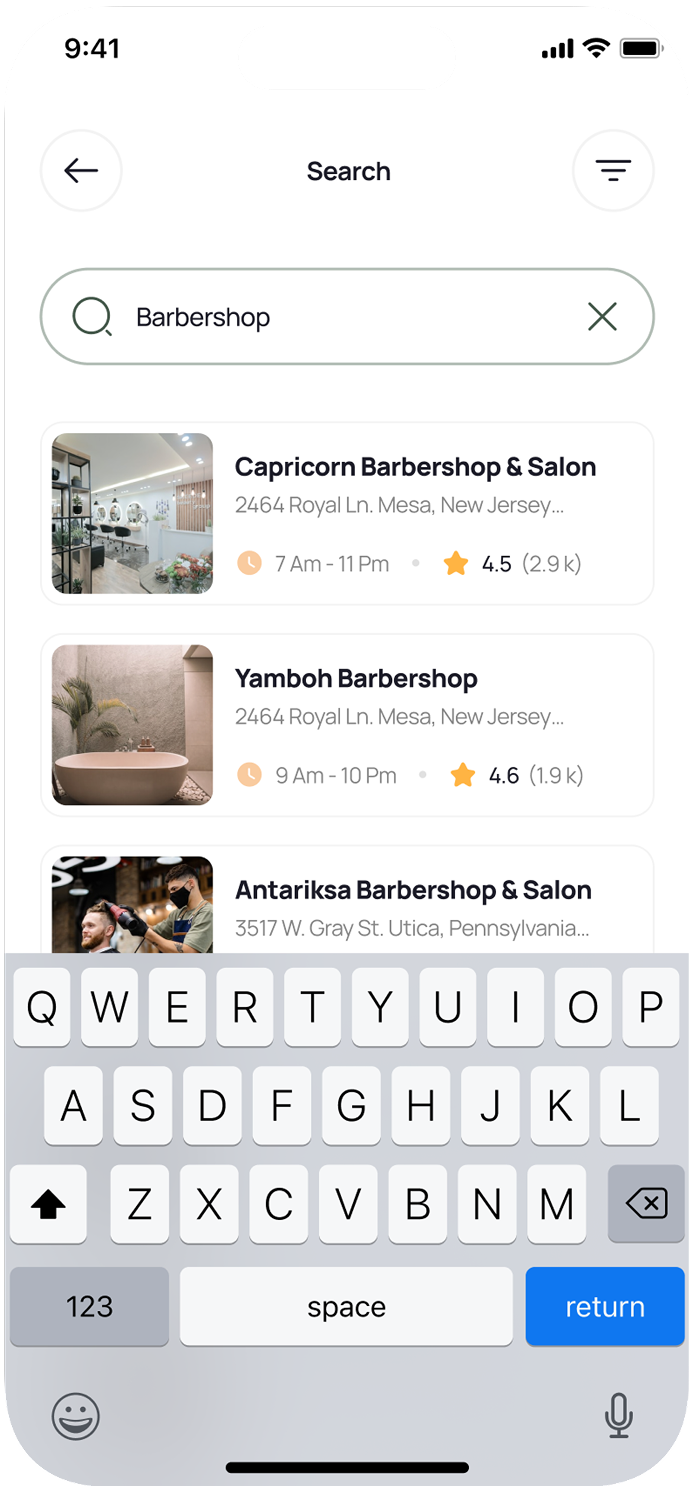 9:41
Search
Barbershop
Capricorn Barbershop & Salon
2464 Royal Ln. Mesa, New Jersey...
7 Am - 11 Pm • 4.5 (2.9 k)
Yamboh Barbershop
2464 Royal Ln. Mesa, New Jersey...
9 Am - 10 Pm • 4.6 (1.9 k)
Antariksa Barbershop & Salon
3517 W. Gray St. Utica, Pennsylvania...
Q W E R T Y U I O P
A S D F G H J K L
Z X C V B N M
123 space return